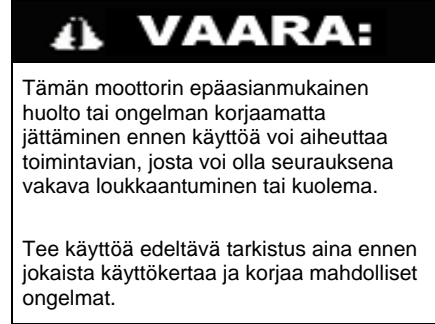 VAARA:
Tämän moottorin epäasianmukainen
huolto tai ongelman korjaamatta
jättäminen ennen käyttöä voi aiheuttaa
toimintavian, josta voi olla seurauksena
vakava loukkaantuminen tai kuolema.
Tee käyttöä edeltävä tarkistus aina ennen
jokaista käyttökertaa ja korjaa mahdolliset
ongelmat.